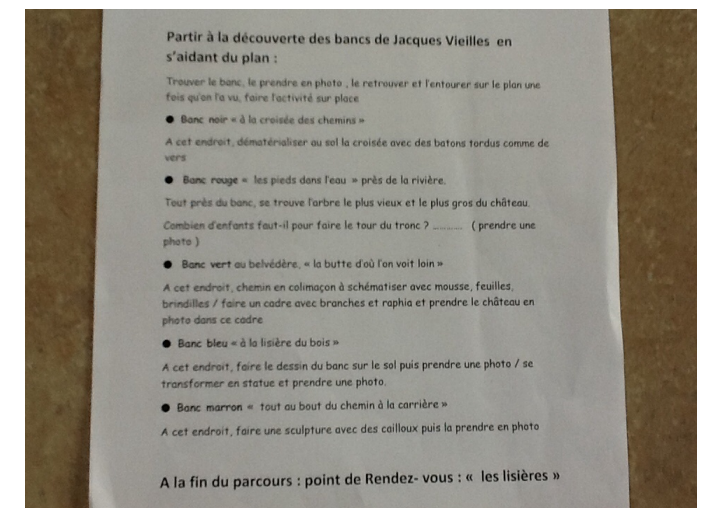 Partir à la découverte des bancs de Jacques Vieilles en
s'aidant du plan :
Trouver le banc, le prendre en photo , le retrouver et l'entourer sur le plan une
fois qu'on l'a vu, faire l'activité sur place
● Banc noir « à la croisée des chemins »
A cet endroit, dématérialiser au sol la croisée avec des batons tordus comme de
vers
● Banc rouge « les pieds dans l'eau » près de la rivière.
Tout près du banc, se trouve l'arbre le plus vieux et le plus gros du château.
Combien d'enfants faut-il pour faire le tour du tronc ? ............ ( prendre une
photo )
● Banc vert au belvédère, « la butte d'où l'on voit loin »
A cet endroit, chemin en colimaçon à schématiser avec mousse, feuilles,
brindilles / faire un cadre avec branches et raphia et prendre le château en
photo dans ce cadre
● Banc bleu « à la lisière du bois »
A cet endroit, faire le dessin du banc sur le sol puis prendre une photo / se
transformer en statue et prendre une photo.
● Banc marron « tout au bout du chemin à la carrière »
A cet endroit, faire une sculpture avec des cailloux puis la prendre en photo
A la fin du parcours : point de Rendez- vous : « les lisières »